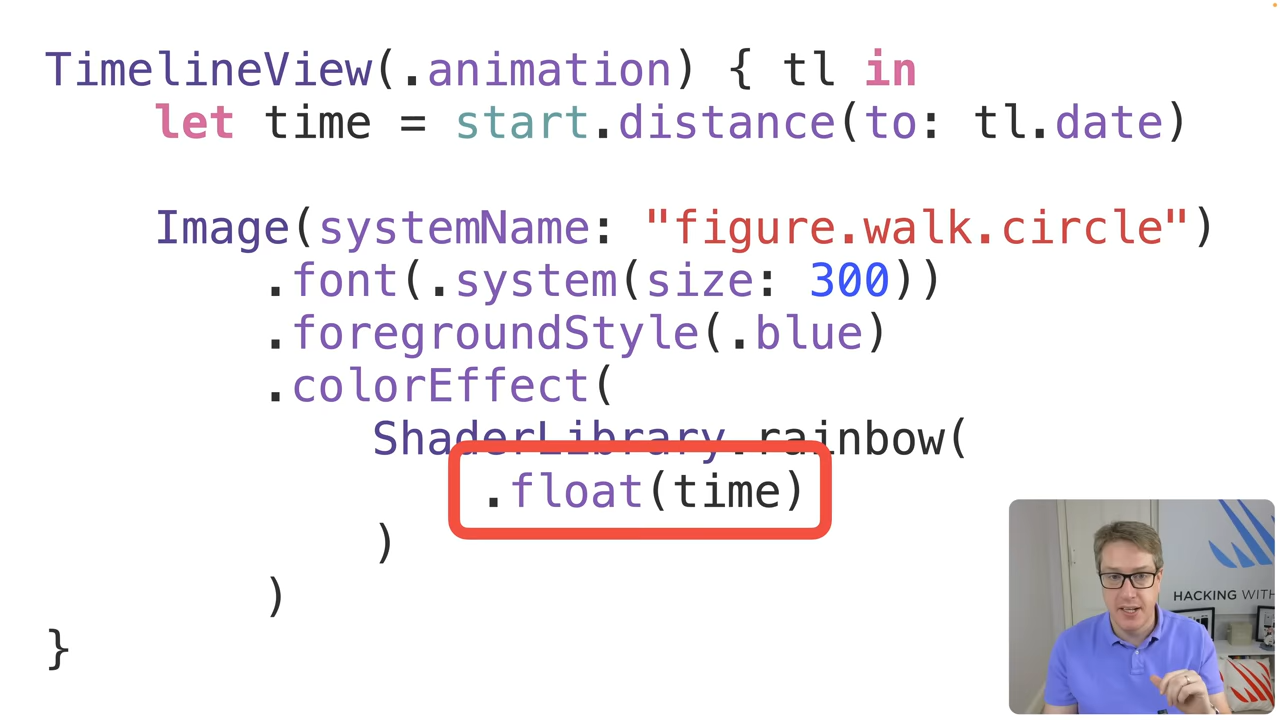 TimelineView(.animation) { tl in
let time = start.distance(to: tl.date)
Image(systemName: "figure.walk.circle")
.font(.system(size: 300))
.foregroundStyle(.blue)
.colorEffect(
ShaderLibrary.rainbow(
.float(time)
)
)
}
HACKING WITH